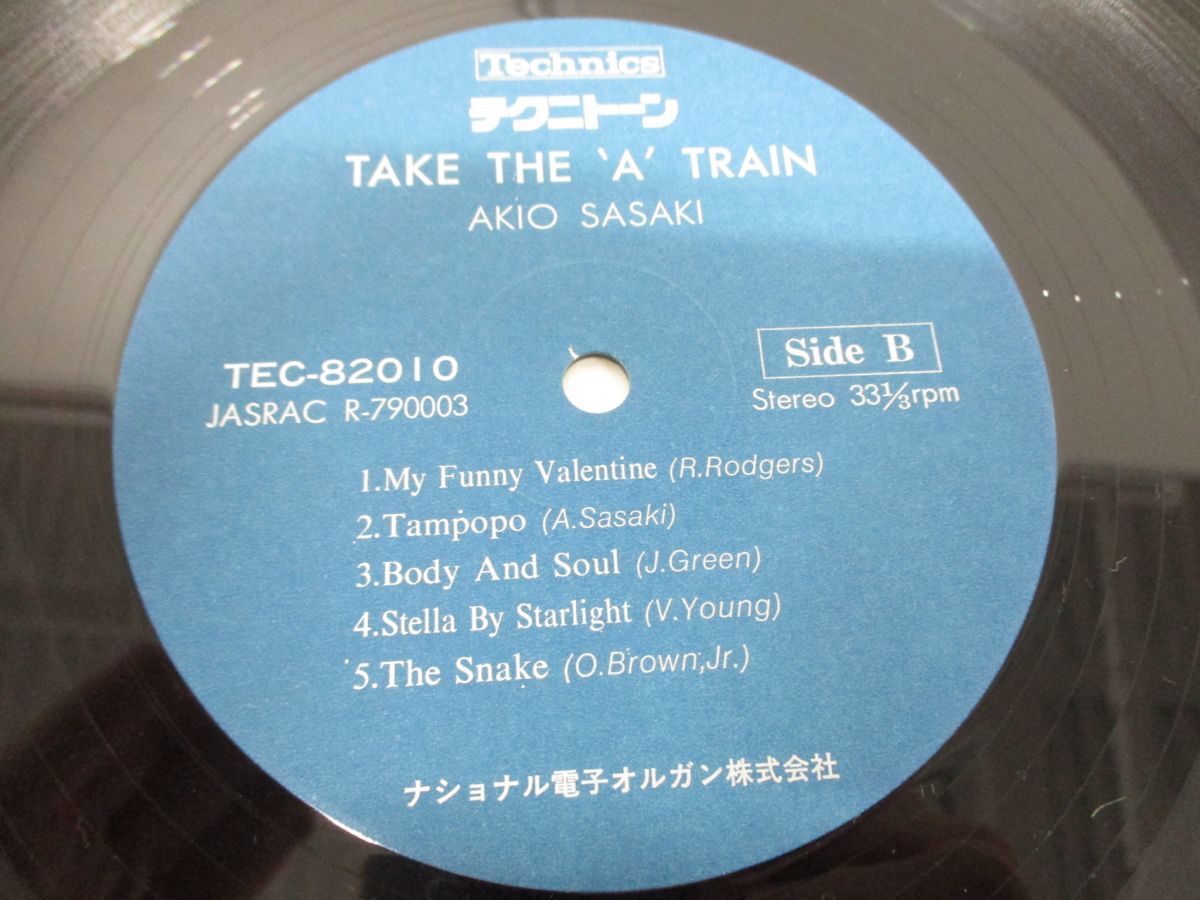 Technics
テクニトーン
TAKE THE 'A' TRAIN
AKIO SASAKI
TEC-82010
JASRAC R-790003
Side B
Stereo 33⅓rpm
1.My Funny Valentine (R.Rodgers)
2.Tampopo (A.Sasaki)
3.Body And Soul (J.Green)
4.Stella By Starlight (V.Young)
5.The Snake (O.Brown,Jr.)
ナショナル電子オルガン株式会社